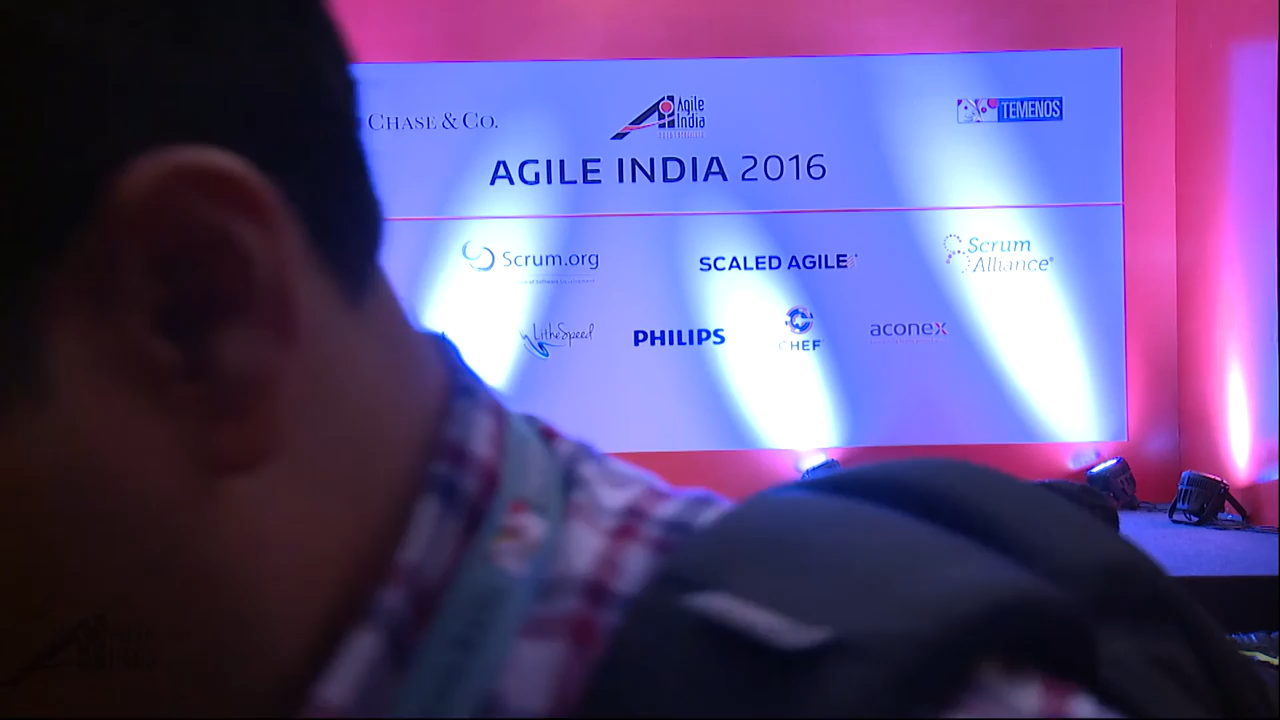 CHASE & CO.
Agile
India
TEMENOS
AGILE INDIA 2016
Scrum.org
SCALED AGILE
Scrum
Alliance®
LitheSpeed
PHILIPS
CHEF
aconex